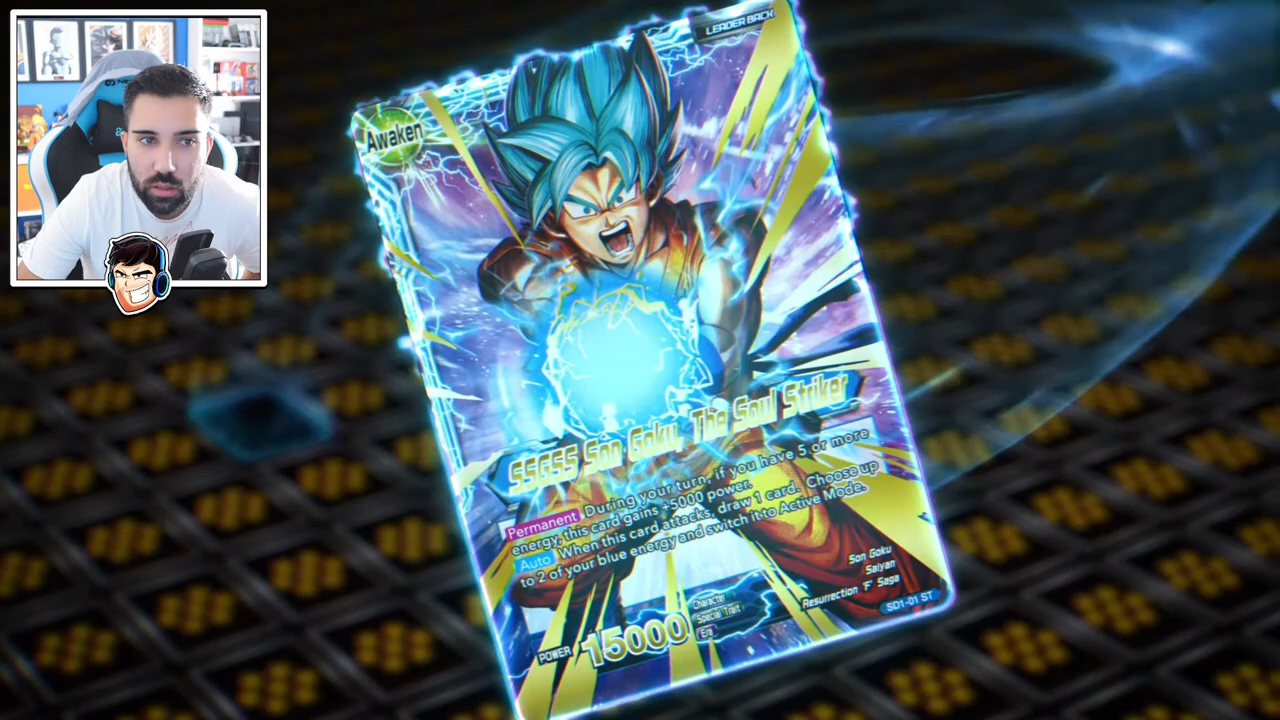 LEADER BACK
Awaken
SSGSS Son Goku, The Soul Striker
Permanent During your turn, if you have 5 or more
energy, this card gains +5000 power.
Auto When this card attacks, draw 1 card. Choose up
to 2 of your blue energy and switch it to Active Mode.
POWER 15000
Character Son Goku
Special Trait Saiyan
Era Resurrection 'F' Saga
SD1-01 ST